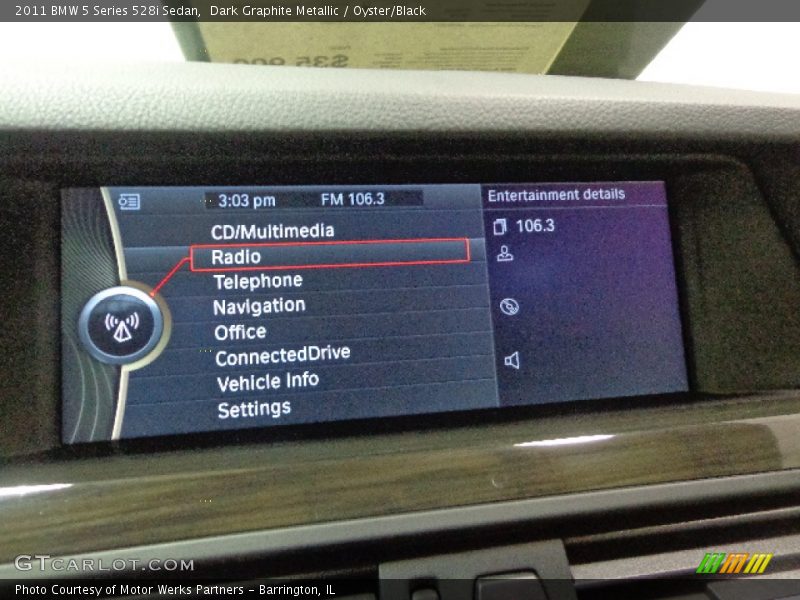 2011 BMW 5 Series 528i Sedan, Dark Graphite Metallic / Oyster/Black
3:03 pm FM 106.3
Entertainment details
CD/Multimedia
106.3
Radio
Telephone
Navigation
Office
ConnectedDrive
Vehicle Info
Settings
GTCARLOT.COM
Photo Courtesy of Motor Werks Partners - Barrington, IL